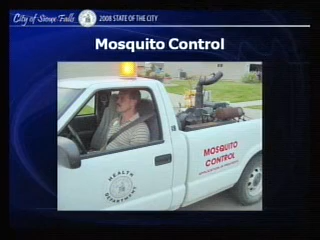 City of Sioux Falls 2008 STATE OF THE CITY
Mosquito Control
MOSQUITO
CONTROL
HEALTH
DEPARTMENT